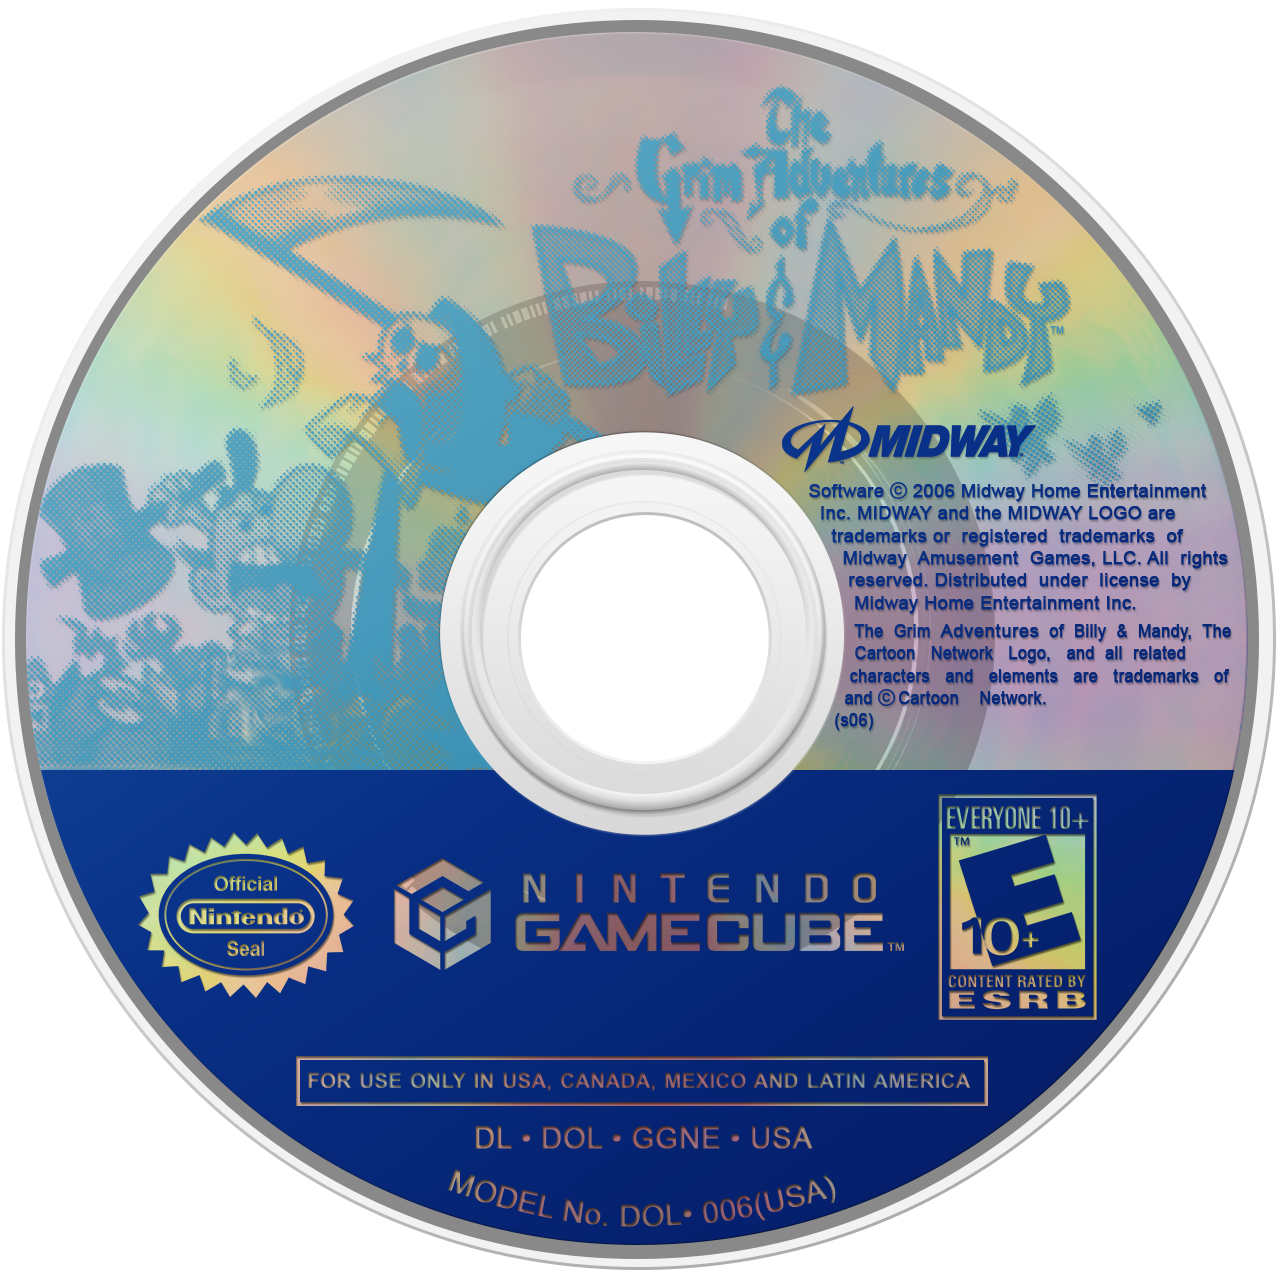 The
Grim Adventures
of
Billy & Mandy™
MIDWAY
Software © 2006 Midway Home Entertainment
Inc. MIDWAY and the MIDWAY LOGO are
trademarks or registered trademarks of
Midway Amusement Games, LLC. All rights
reserved. Distributed under license by
Midway Home Entertainment Inc.
The Grim Adventures of Billy & Mandy, The
Cartoon Network Logo, and all related
characters and elements are trademarks of
and © Cartoon Network.
(s06)
Official
Nintendo
Seal
NINTENDO
GAMECUBE™
EVERYONE 10+
™
E
10+
CONTENT RATED BY
ESRB
FOR USE ONLY IN USA, CANADA, MEXICO AND LATIN AMERICA
DL • DOL • GGNE • USA
MODEL No. DOL• 006(USA)